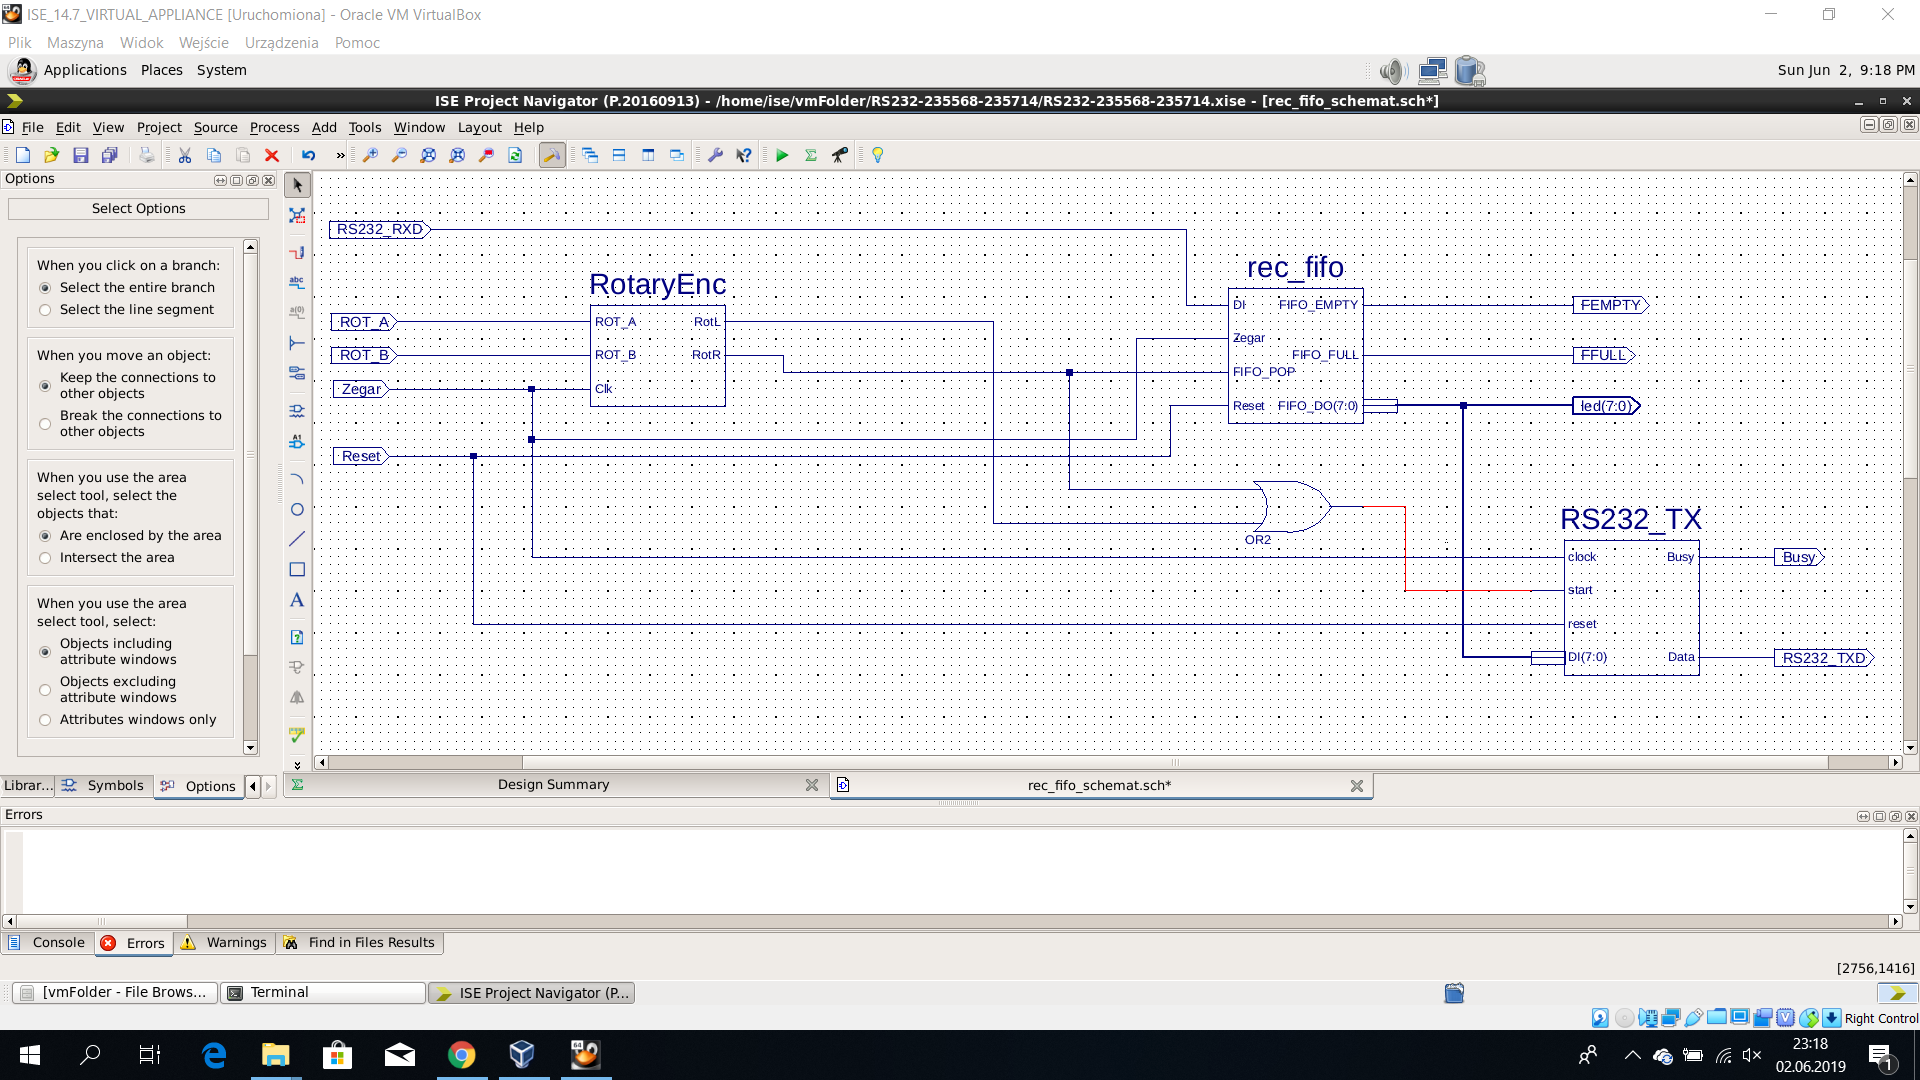 ISE_14.7_VIRTUAL_APPLIANCE [Uruchomiona] - Oracle VM VirtualBox
Plik Maszyna Widok Wejście Urządzenia Pomoc
Applications Places System
Sun Jun 2, 9:18 PM
ISE Project Navigator (P.20160913) - /home/ise/vmFolder/RS232-235568-235714/RS232-235568-235714.xise - [rec_fifo_schemat.sch*]
File Edit View Project Source Process Add Tools Window Layout Help
Options
Select Options
When you click on a branch:
Select the entire branch
Select the line segment
When you move an object:
Keep the connections to
other objects
Break the connections to
other objects
When you use the area
select tool, select the
objects that:
Are enclosed by the area
Intersect the area
When you use the area
select tool, select:
Objects including
attribute windows
Objects excluding
attribute windows
Attributes windows only
Librar... Symbols Options
RS232_RXD
ROT_A
ROT_B
Zegar
Reset
RotaryEnc
ROT_A RotL
ROT_B RotR
Clk
rec_fifo
DI FIFO_EMPTY
Zegar
FIFO_FULL
FIFO_POP
Reset FIFO_DO(7:0)
FEMPTY
FFULL
led(7:0)
OR2
RS232_TX
clock Busy
start
reset
DI(7:0) Data
Busy
RS232_TXD
Design Summary
rec_fifo_schemat.sch*
Errors
Console Errors Warnings Find in Files Results
[2756,1416]
[vmFolder - File Brows... Terminal ISE Project Navigator (P...
Right Control
23:18
02.06.2019
1